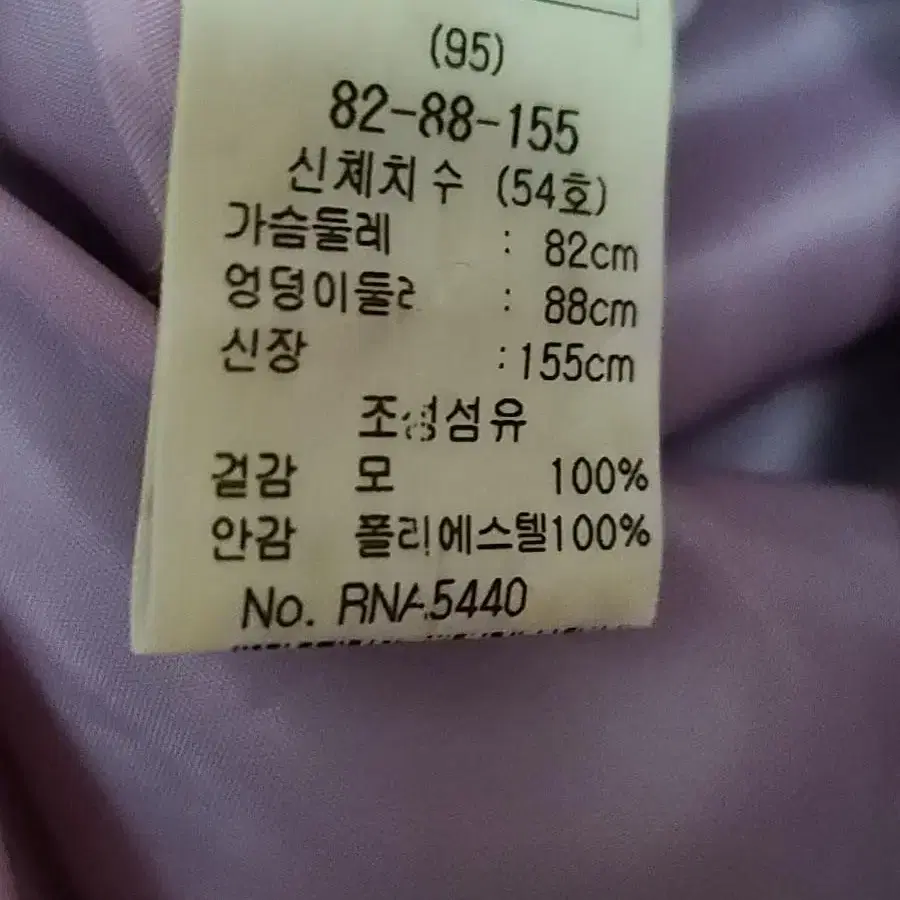 (95)
82-88-155
신체치수 (54호)
가슴둘레 : 82cm
엉덩이둘레 : 88cm
신장 : 155cm
조성섬유
겉감 모 100%
안감 폴리에스텔100%
No. RNA5440